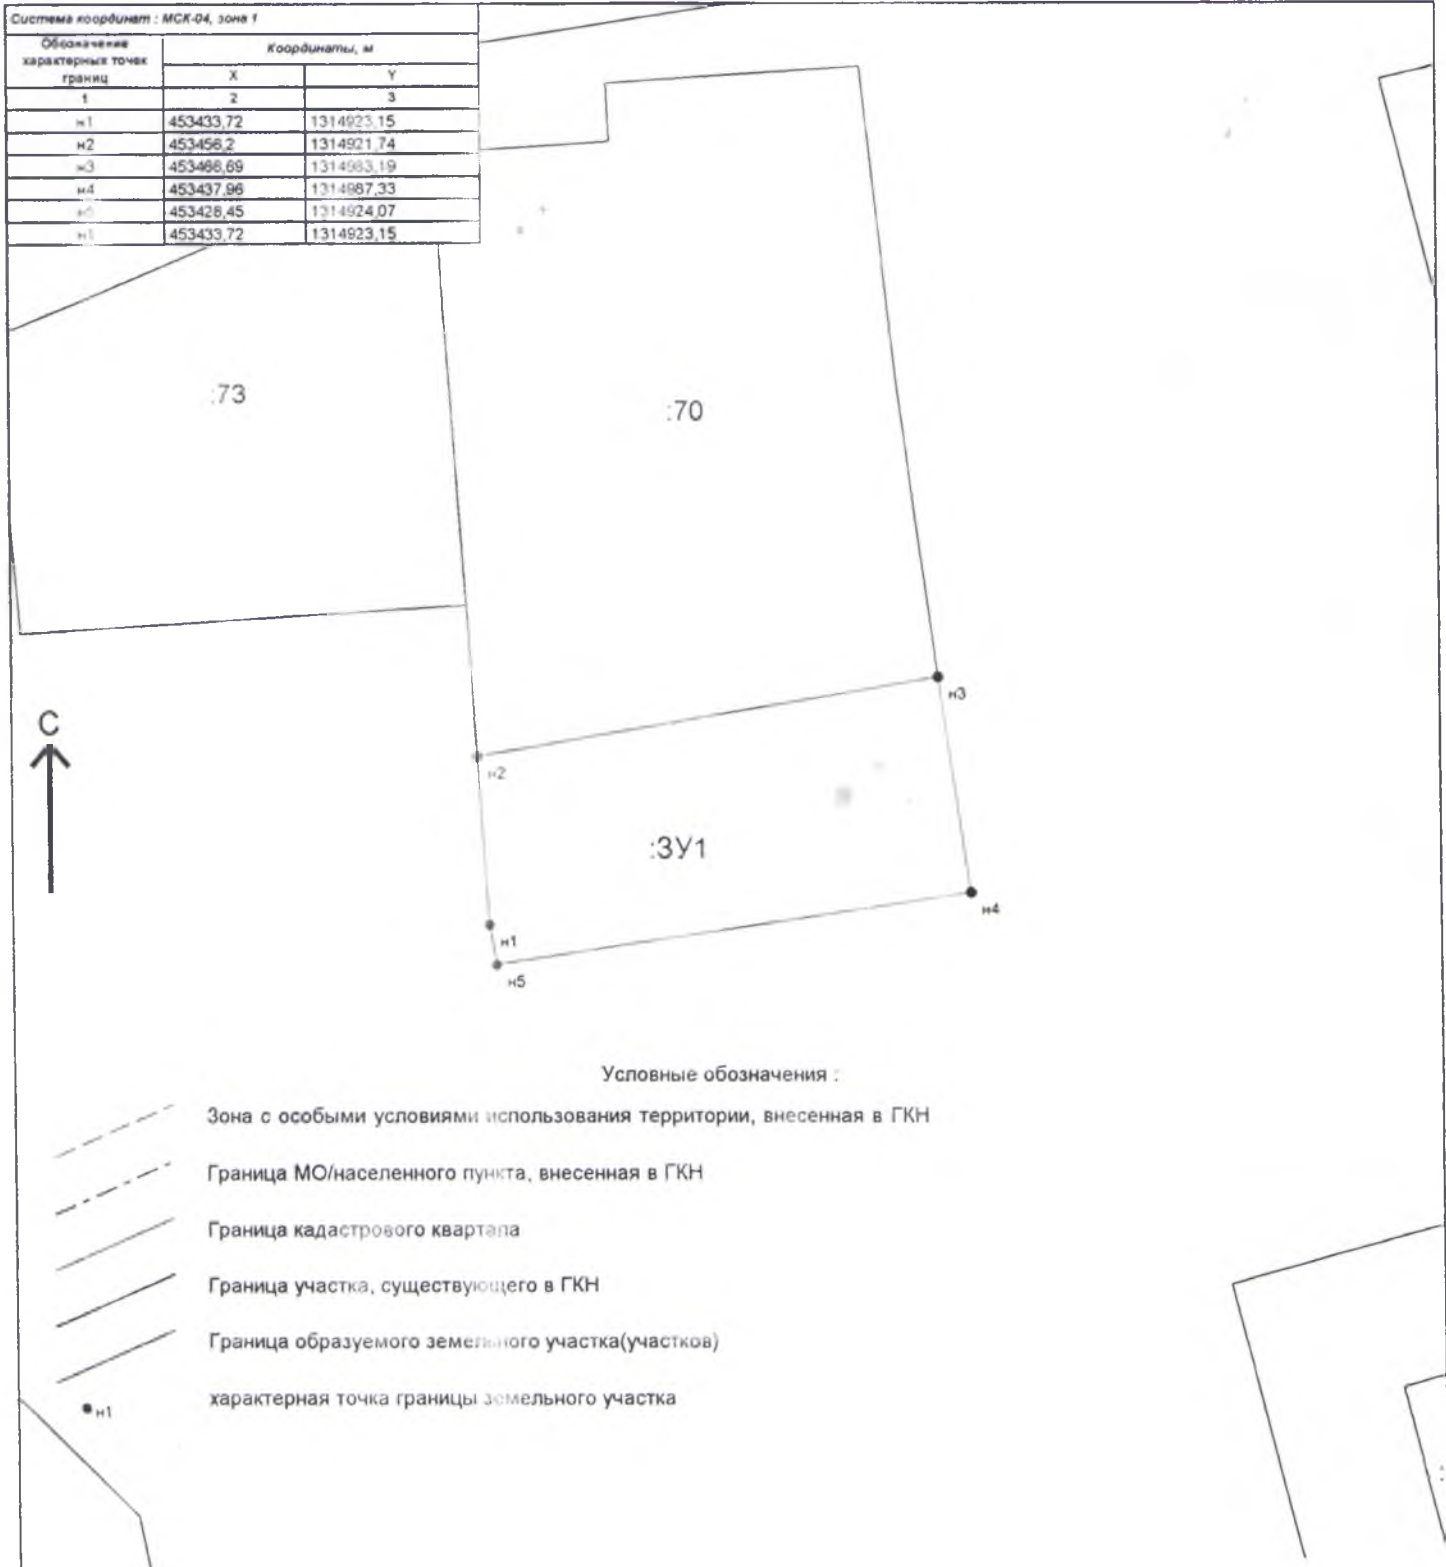 Система координат : МСК-04, зона 1
Обозначение характерных точек границ
Координаты, м
X Y
1 2 3
н1 453433,72 1314923,15
н2 453456,2 1314921,74
н3 453466,69 1314983,19
н4 453437,96 1314987,33
н5 453428,45 1314924,07
н1 453433,72 1314923,15
:73
:70
С
н3
н2
:ЗУ1
н4
н1
н5
Условные обозначения :
Зона с особыми условиями использования территории, внесенная в ГКН
Граница МО/населенного пункта, внесенная в ГКН
Граница кадастрового квартала
Граница участка, существующего в ГКН
Граница образуемого земельного участка(участков)
н1 характерная точка границы земельного участка